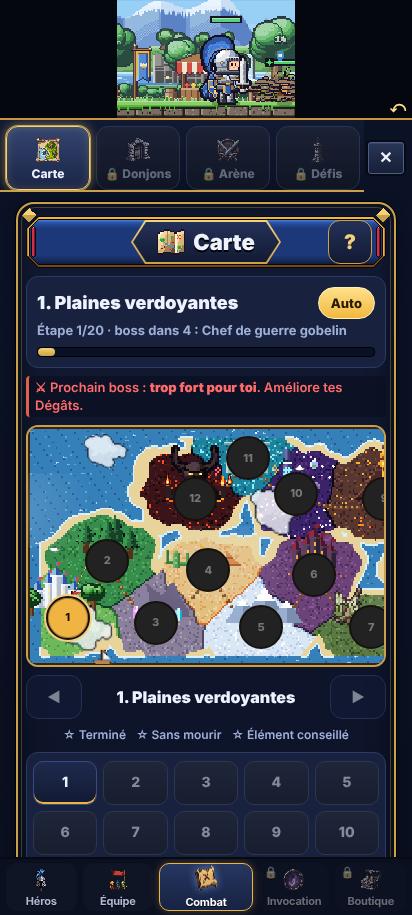 Carte
Donjons
Arène
Défis
×
Carte
?
1. Plaines verdoyantes
Auto
Étape 1/20 · boss dans 4 : Chef de guerre gobelin
⚔ Prochain boss : trop fort pour toi. Améliore tes
Dégâts.
11
12
10
2
4
6
1
3
5
7
◀ 1. Plaines verdoyantes ▶
☆ Terminé ☆ Sans mourir ☆ Élément conseillé
1 2 3 4 5
6 7 8 9 10
Héros
Équipe
Combat
Invocation
Boutique